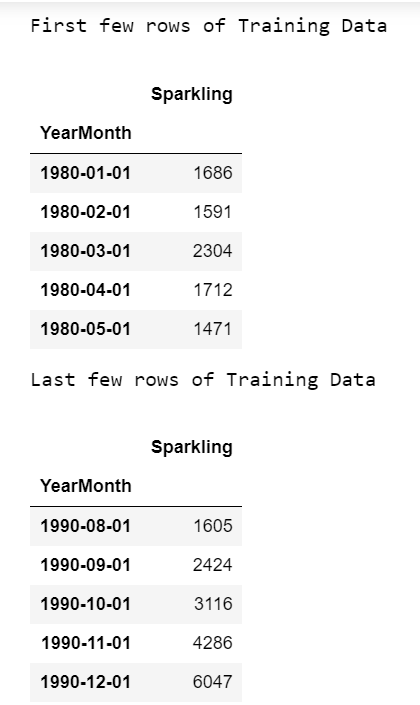 First few rows of Training Data
Sparkling
YearMonth
1980-01-01 1686
1980-02-01 1591
1980-03-01 2304
1980-04-01 1712
1980-05-01 1471
Last few rows of Training Data
Sparkling
YearMonth
1990-08-01 1605
1990-09-01 2424
1990-10-01 3116
1990-11-01 4286
1990-12-01 6047